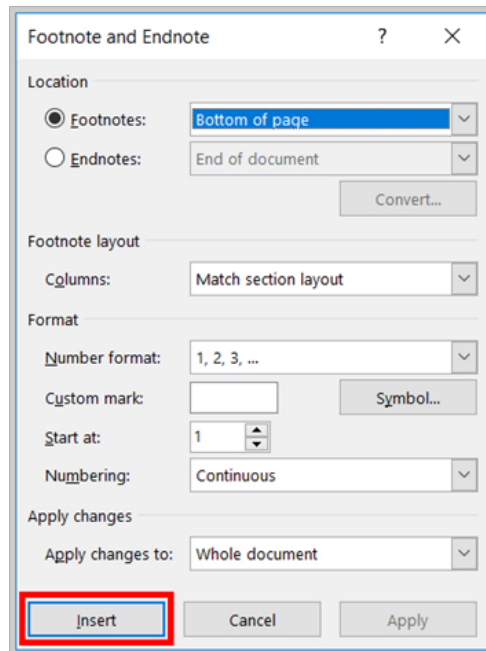 Footnote and Endnote ?
Location
Footnotes: Bottom of page
Endnotes: End of document
Convert...
Footnote layout
Columns: Match section layout
Format
Number format: 1, 2, 3, ...
Custom mark: Symbol...
Start at: 1
Numbering: Continuous
Apply changes
Apply changes to: Whole document
Insert Cancel Apply